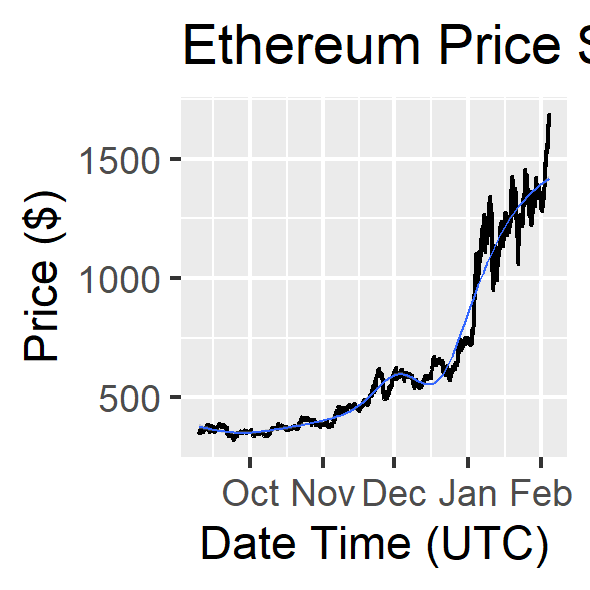 Ethereum Price
1500
1000
500
Price ($)
Oct Nov Dec Jan Feb
Date Time (UTC)